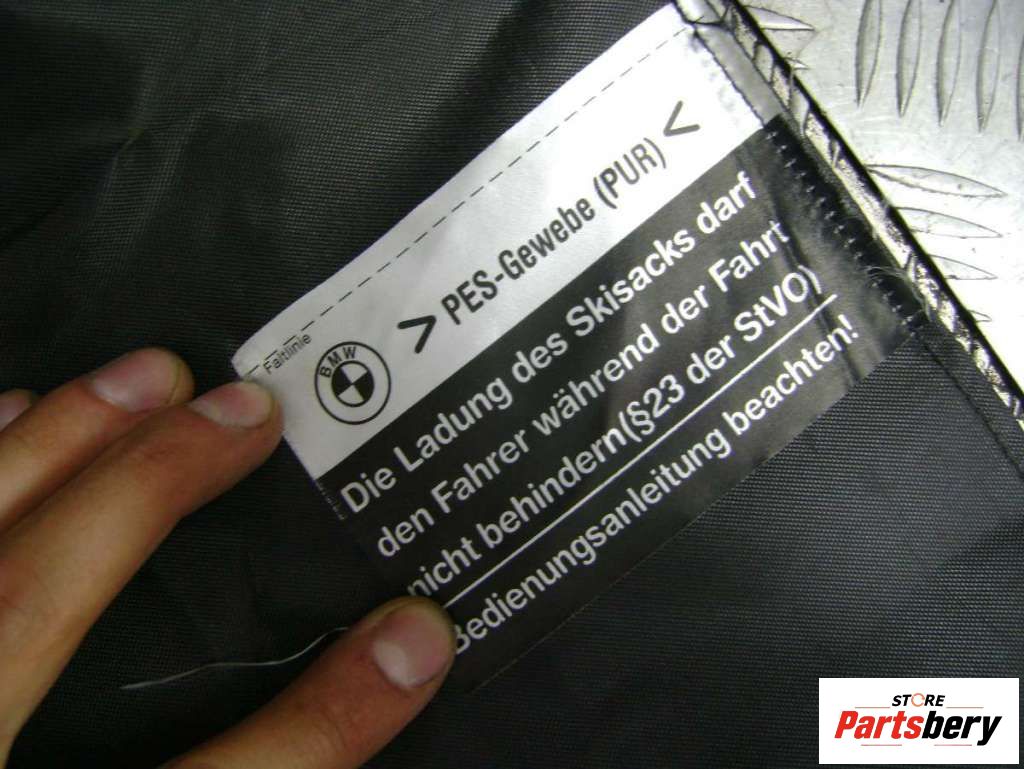 Faltlinie
BMW
> PES-Gewebe (PUR) <
Die Ladung des Skisacks darf
den Fahrer während der Fahrt
nicht behindern(§23 der StVO)
Bedienungsanleitung beachten!
STORE
Partsbery